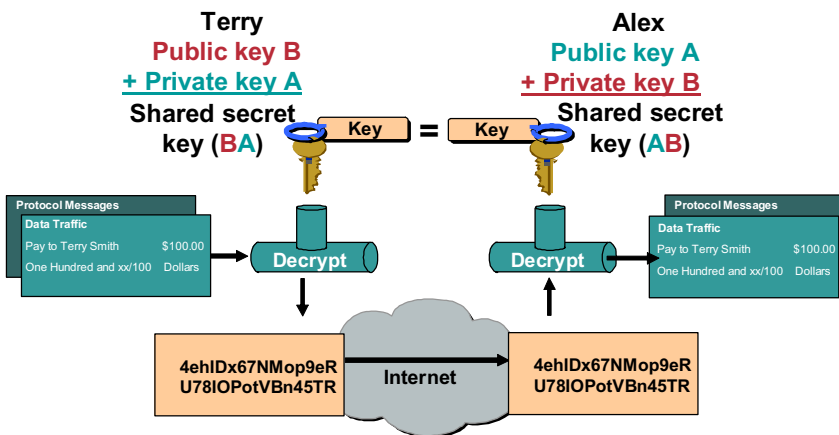 Terry
Public key B
+ Private key A
Shared secret
key (BA)
Key
=
Key
Alex
Public key A
+ Private key B
Shared secret
key (AB)
Protocol Messages
Data Traffic
Pay to Terry Smith $100.00
One Hundred and xx/100 Dollars
Decrypt
Decrypt
Protocol Messages
Data Traffic
Pay to Terry Smith $100.00
One Hundred and xx/100 Dollars
4ehIDx67NMop9eR
U78IOPotVBn45TR
Internet
4ehIDx67NMop9eR
U78IOPotVBn45TR